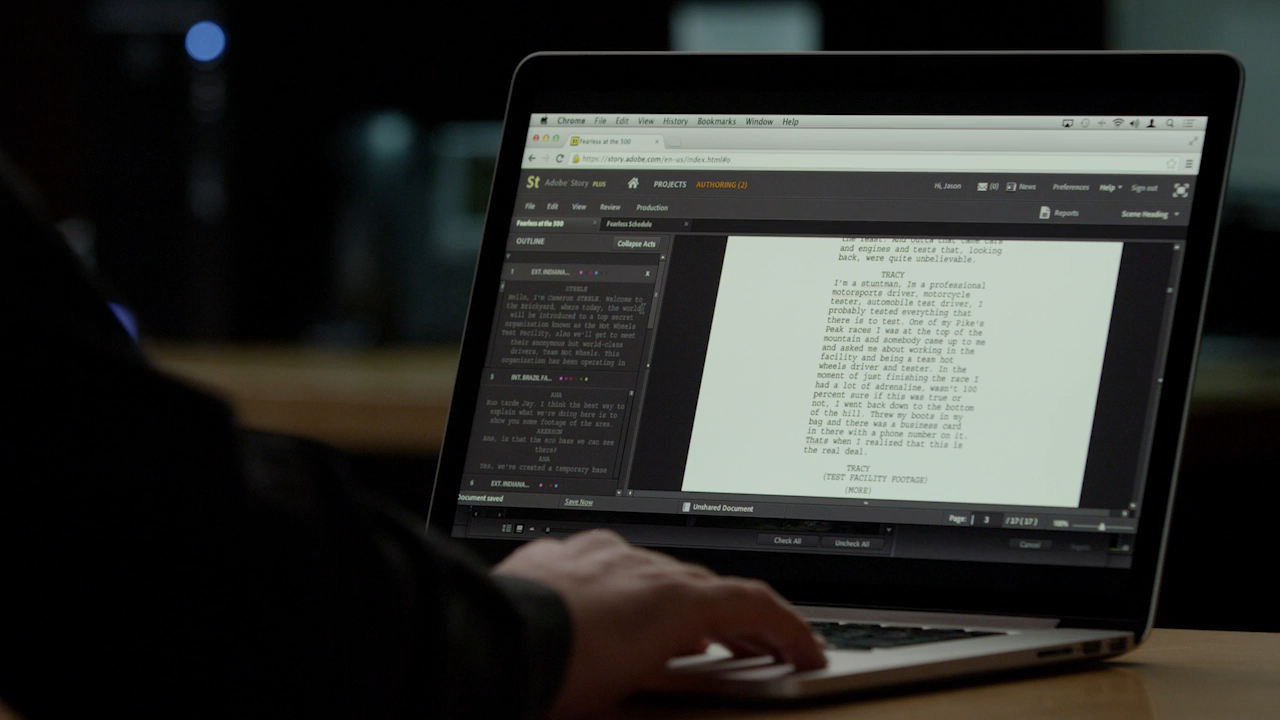 Chrome File Edit View History Bookmarks Window Help
Fearless at the 500
https://story.adobe.com/en-us/index.html#
St Adobe Story PLUS PROJECTS AUTHORING (2) Hi, Jason (0) News Preferences Help Sign out
File Edit View Review Production Reports Scene Heading
Fearless at the 500 Fearless Schedule
OUTLINE Collapse Acts
1 EXT. INDIANA... x
STEELE
Hello, I'm Cameron STEELE. Welcome to
the Brickyard, where today, the world
will be introduced to a top secret
organization known as the Hot Wheels
Test Facility, also we'll get to meet
their anonymous but world-class
drivers, Team Hot Wheels. This
organization has been operating in
INT. BRAZIL FA...
ANA
tarde Jay. I think the best way to
explain what we're doing here is to
show you some footage of the area.
Ana, is that the base we can see
there?
ANA
Yes, we've created a temporary base
6 EXT. INDIANA...
the least. And that came cars
and engines and tests that, looking
back, were quite unbelievable.
TRACY
I'm a stuntman, Im a professional
motorsports driver, motorcycle
tester, automobile test driver, I
probably tested everything that
there is to test. One of my Pike's
Peak races I was at the top of the
mountain and somebody came up to me
and asked me about working in the
facility and being a team hot
wheels driver and tester. In the
moment of just finishing the race I
had a lot of adrenaline, wasn't 100
percent sure if this was true or
not, I went back down to the bottom
of the hill. Threw my boots in my
bag and there was a business card
in there with a phone number on it.
Thats when I realized that this is
the real deal.
TRACY
(TEST FACILITY FOOTAGE)
(MORE)
Document saved Save Now Unshared Document Page: 3 / 17 (17) 100%
Check All Uncheck All Cancel